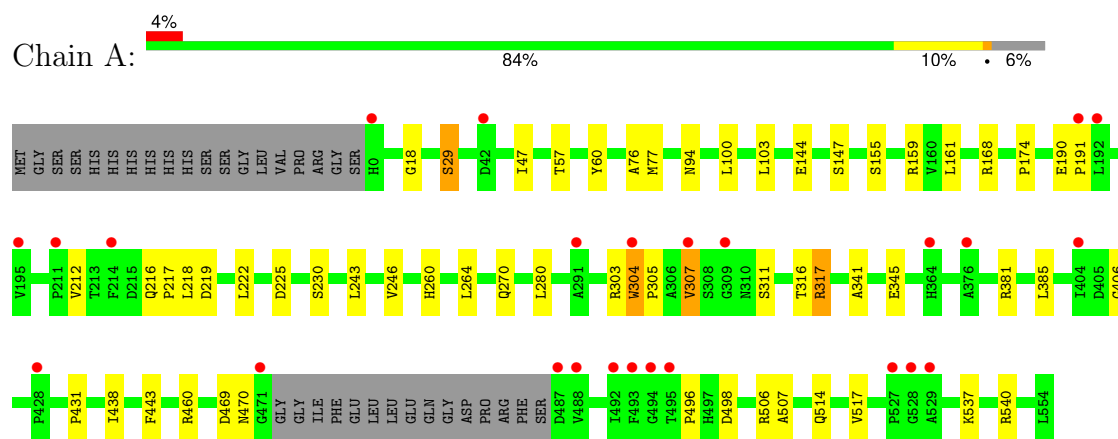 4%
Chain A:
84% 10% • 6%
MET GLY SER SER HIS HIS HIS HIS HIS HIS SER SER GLY LEU VAL PRO ARG GLY SER H0 G18 S29 D42 I47 T57 Y60 A76 M77 N94 L100 L103 E144 S147 S155 R159 V160 L161 R168 P174 E190 P191 L192
V195 P211 V212 T213 F214 D215 Q216 P217 L218 D219 L222 D225 S230 L243 V246 H260 L264 Q270 L280 A291 R303 W304 P305 A306 V307 S308 G309 N310 S311 T316 R317 A341 E345 H364 A376 R381 L385 I404 D405
P428 P431 I438 F443 R460 D469 N470 G471 GLY GLY ILE PHE GLU LEU LEU GLU GLN GLY ASP PRO ARG PHE SER D487 V488 I492 F493 G494 T495 P496 H497 D498 R506 A507 Q514 V517 P527 G528 A529 K537 R540 L554